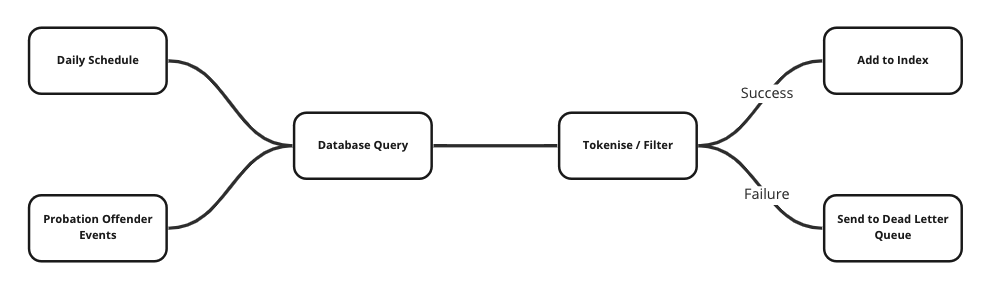 Daily Schedule
Probation Offender
Events
Database Query
Tokenise / Filter
Success
Failure
Add to Index
Send to Dead Letter
Queue